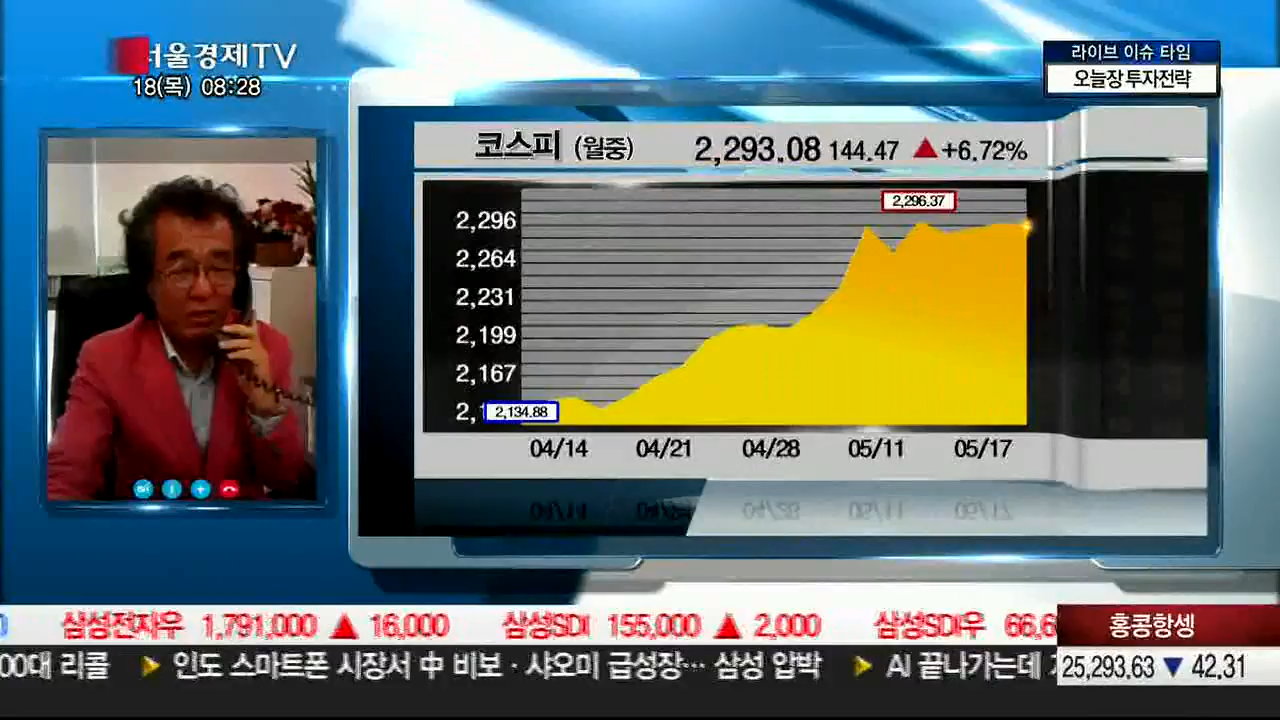 서울경제TV
18(목) 08:28
라이브 이슈 타임
오늘장 투자전략
코스피 (월중) 2,293.08 144.47 ▲+6.72%
2,296.37
2,296
2,264
2,231
2,199
2,167
2,134.88
04/14 04/21 04/28 05/11 05/17
삼성전자우 1,791,000 ▲ 16,000 삼성SDI 155,000 ▲ 2,000 삼성SDI우 66,6
홍콩항셍
00대 리콜 ▶ 인도 스마트폰 시장서 中 비보·샤오미 급성장… 삼성 압박 ▶ AI 끝나가는데
25,293.63 ▼ 42.31